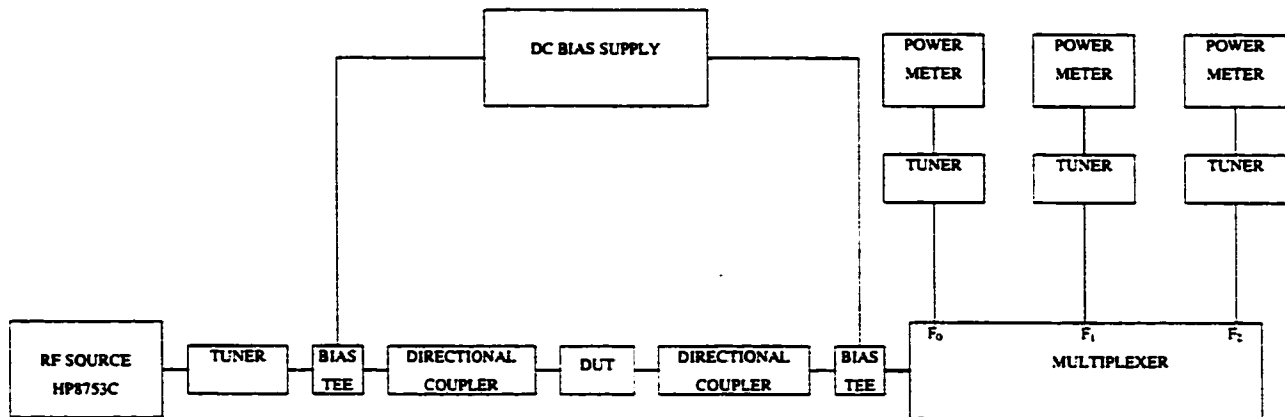 DC BIAS SUPPLY
POWER
METER
POWER
METER
POWER
METER
TUNER
TUNER
TUNER
F0
F1
F2
MULTIPLEXER
RF SOURCE
HP8753C
TUNER
BIAS
TEE
DIRECTIONAL
COUPLER
DUT
DIRECTIONAL
COUPLER
BIAS
TEE